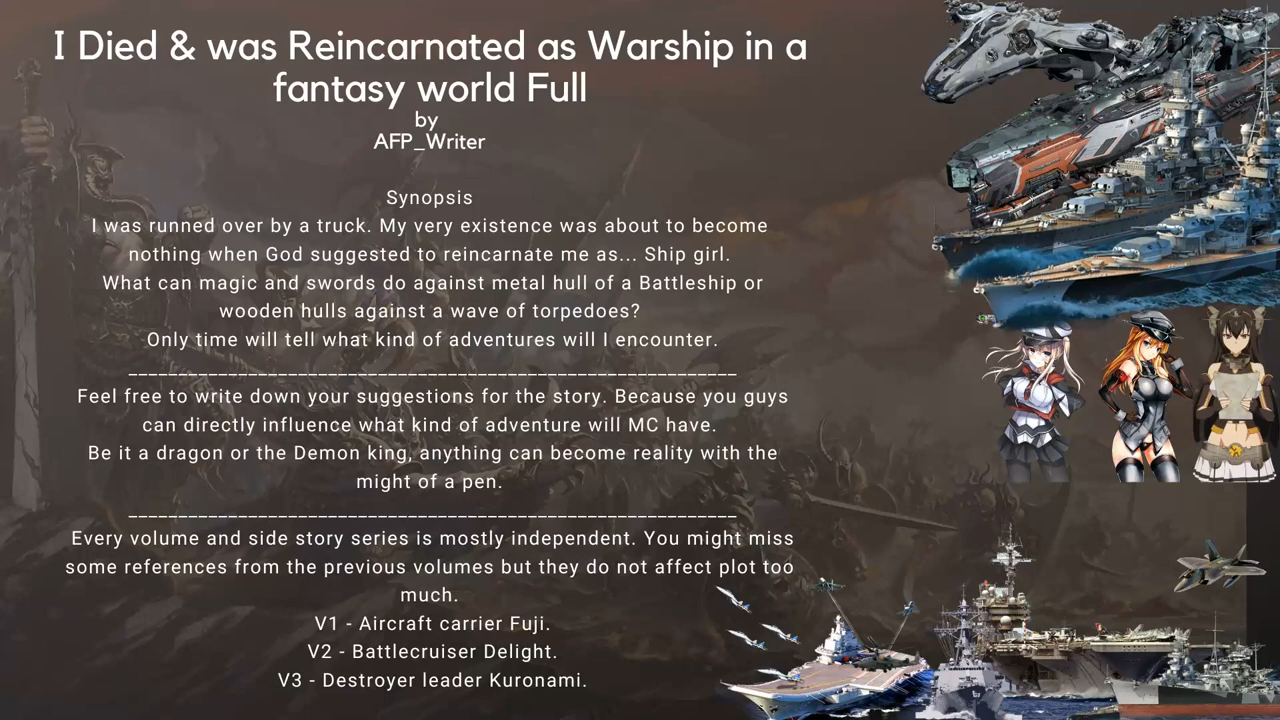 I Died & was Reincarnated as Warship in a
fantasy world Full
by
AFP_Writer
Synopsis
I was runned over by a truck. My very existence was about to become
nothing when God suggested to reincarnate me as... Ship girl.
What can magic and swords do against metal hull of a Battleship or
wooden hulls against a wave of torpedoes?
Only time will tell what kind of adventures will I encounter.
_____________________________________________________________
Feel free to write down your suggestions for the story. Because you guys
can directly influence what kind of adventure will MC have.
Be it a dragon or the Demon king, anything can become reality with the
might of a pen.
_____________________________________________________________
Every volume and side story series is mostly independent. You might miss
some references from the previous volumes but they do not affect plot too
much.
V1 - Aircraft carrier Fuji.
V2 - Battlecruiser Delight.
V3 - Destroyer leader Kuronami.